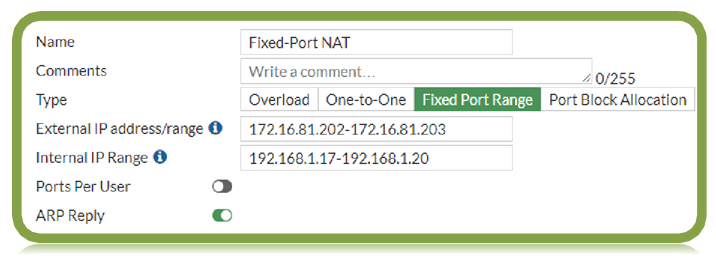 Name Fixed-Port NAT
Comments Write a comment... 0/255
Type Overload One-to-One Fixed Port Range Port Block Allocation
External IP address/range 172.16.81.202-172.16.81.203
Internal IP Range 192.168.1.17-192.168.1.20
Ports Per User
ARP Reply